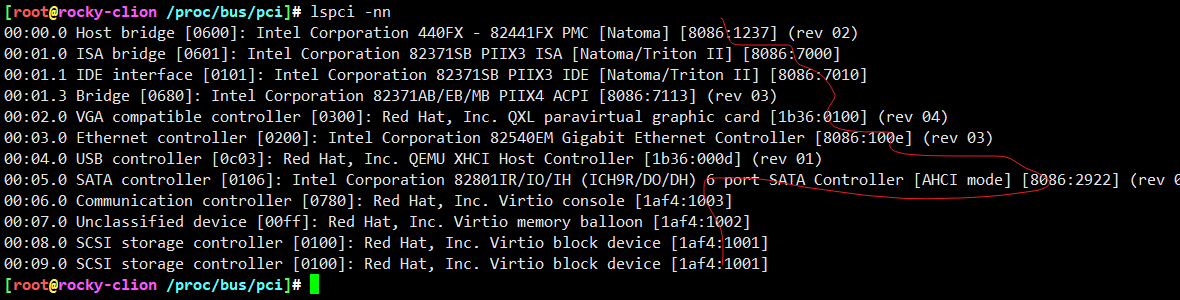 [root@rocky-clion /proc/bus/pci]# lspci -nn
00:00.0 Host bridge [0600]: Intel Corporation 440FX - 82441FX PMC [Natoma] [8086:1237] (rev 02)
00:01.0 ISA bridge [0601]: Intel Corporation 82371SB PIIX3 ISA [Natoma/Triton II] [8086:7000]
00:01.1 IDE interface [0101]: Intel Corporation 82371SB PIIX3 IDE [Natoma/Triton II] [8086:7010]
00:01.3 Bridge [0680]: Intel Corporation 82371AB/EB/MB PIIX4 ACPI [8086:7113] (rev 03)
00:02.0 VGA compatible controller [0300]: Red Hat, Inc. QXL paravirtual graphic card [1b36:0100] (rev 04)
00:03.0 Ethernet controller [0200]: Intel Corporation 82540EM Gigabit Ethernet Controller [8086:100e] (rev 03)
00:04.0 USB controller [0c03]: Red Hat, Inc. QEMU XHCI Host Controller [1b36:000d] (rev 01)
00:05.0 SATA controller [0106]: Intel Corporation 82801IR/IO/IH (ICH9R/DO/DH) 6 port SATA Controller [AHCI mode] [8086:2922] (rev
00:06.0 Communication controller [0780]: Red Hat, Inc. Virtio console [1af4:1003]
00:07.0 Unclassified device [00ff]: Red Hat, Inc. Virtio memory balloon [1af4:1002]
00:08.0 SCSI storage controller [0100]: Red Hat, Inc. Virtio block device [1af4:1001]
00:09.0 SCSI storage controller [0100]: Red Hat, Inc. Virtio block device [1af4:1001]
[root@rocky-clion /proc/bus/pci]#